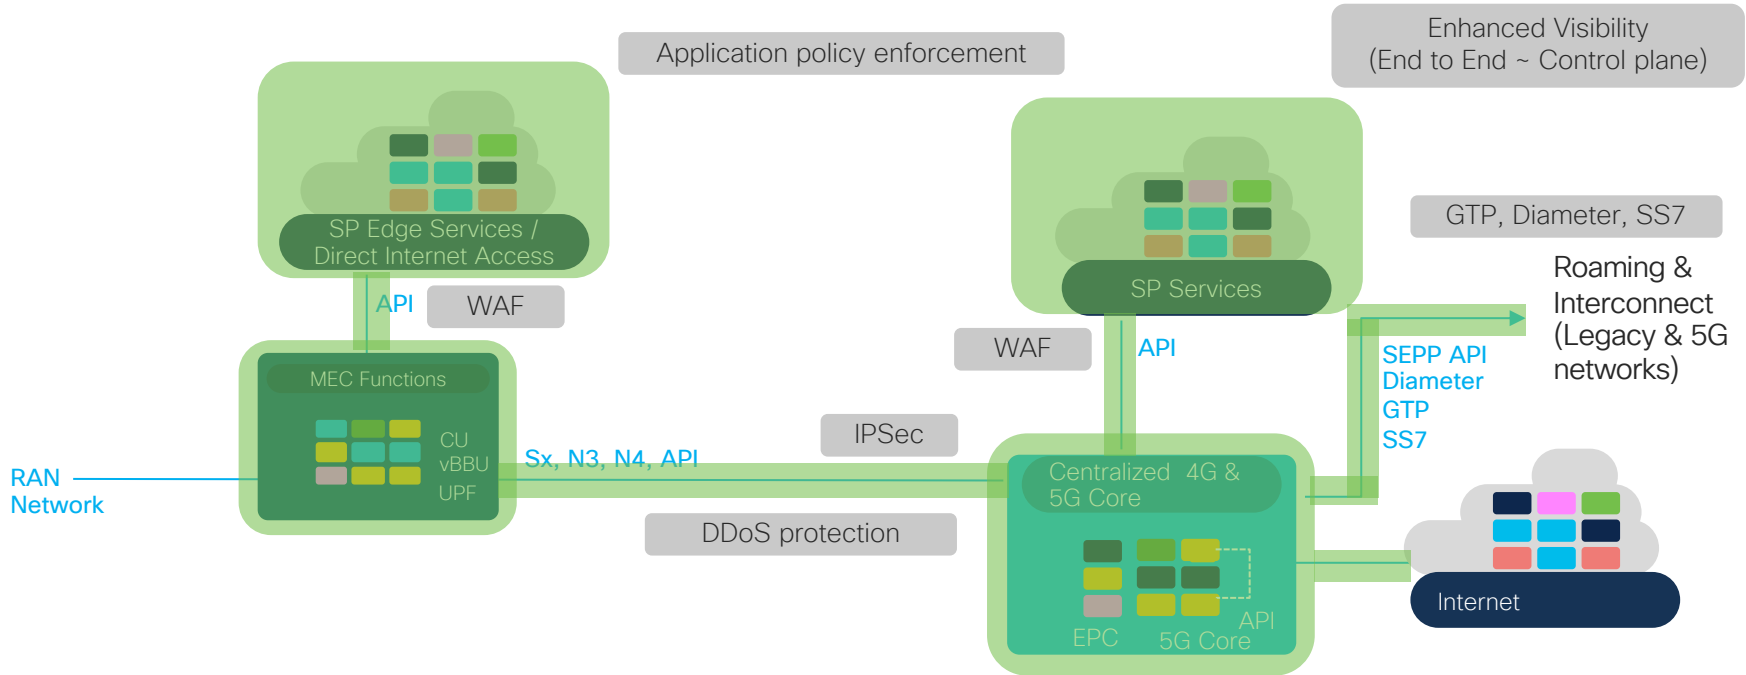 Application policy enforcement
Enhanced Visibility
(End to End ~ Control plane)
SP Edge Services /
Direct Internet Access
API
WAF
MEC Functions
CU
vBBU
UPF
RAN
Network
Sx, N3, N4, API
IPSec
DDoS protection
SP Services
WAF
API
Centralized 4G &
5G Core
EPC
5G Core
API
GTP, Diameter, SS7
Roaming &
Interconnect
(Legacy & 5G
networks)
SEPP API
Diameter
GTP
SS7
Internet